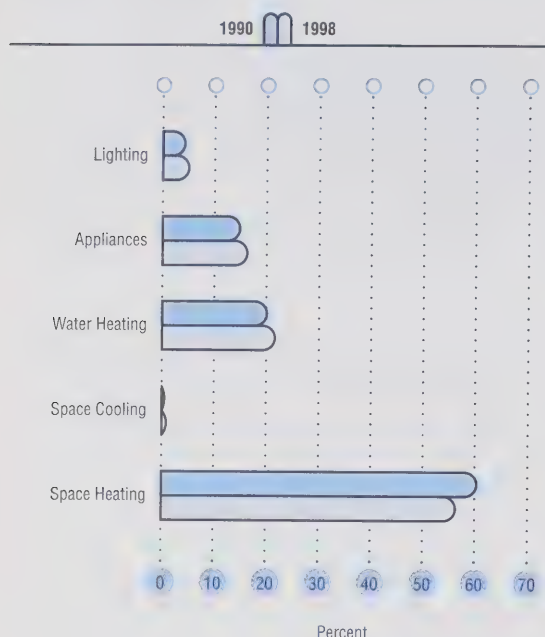 1990 1998
Lighting
Appliances
Water Heating
Space Cooling
Space Heating
0 10 20 30 40 50 60 70
Percent